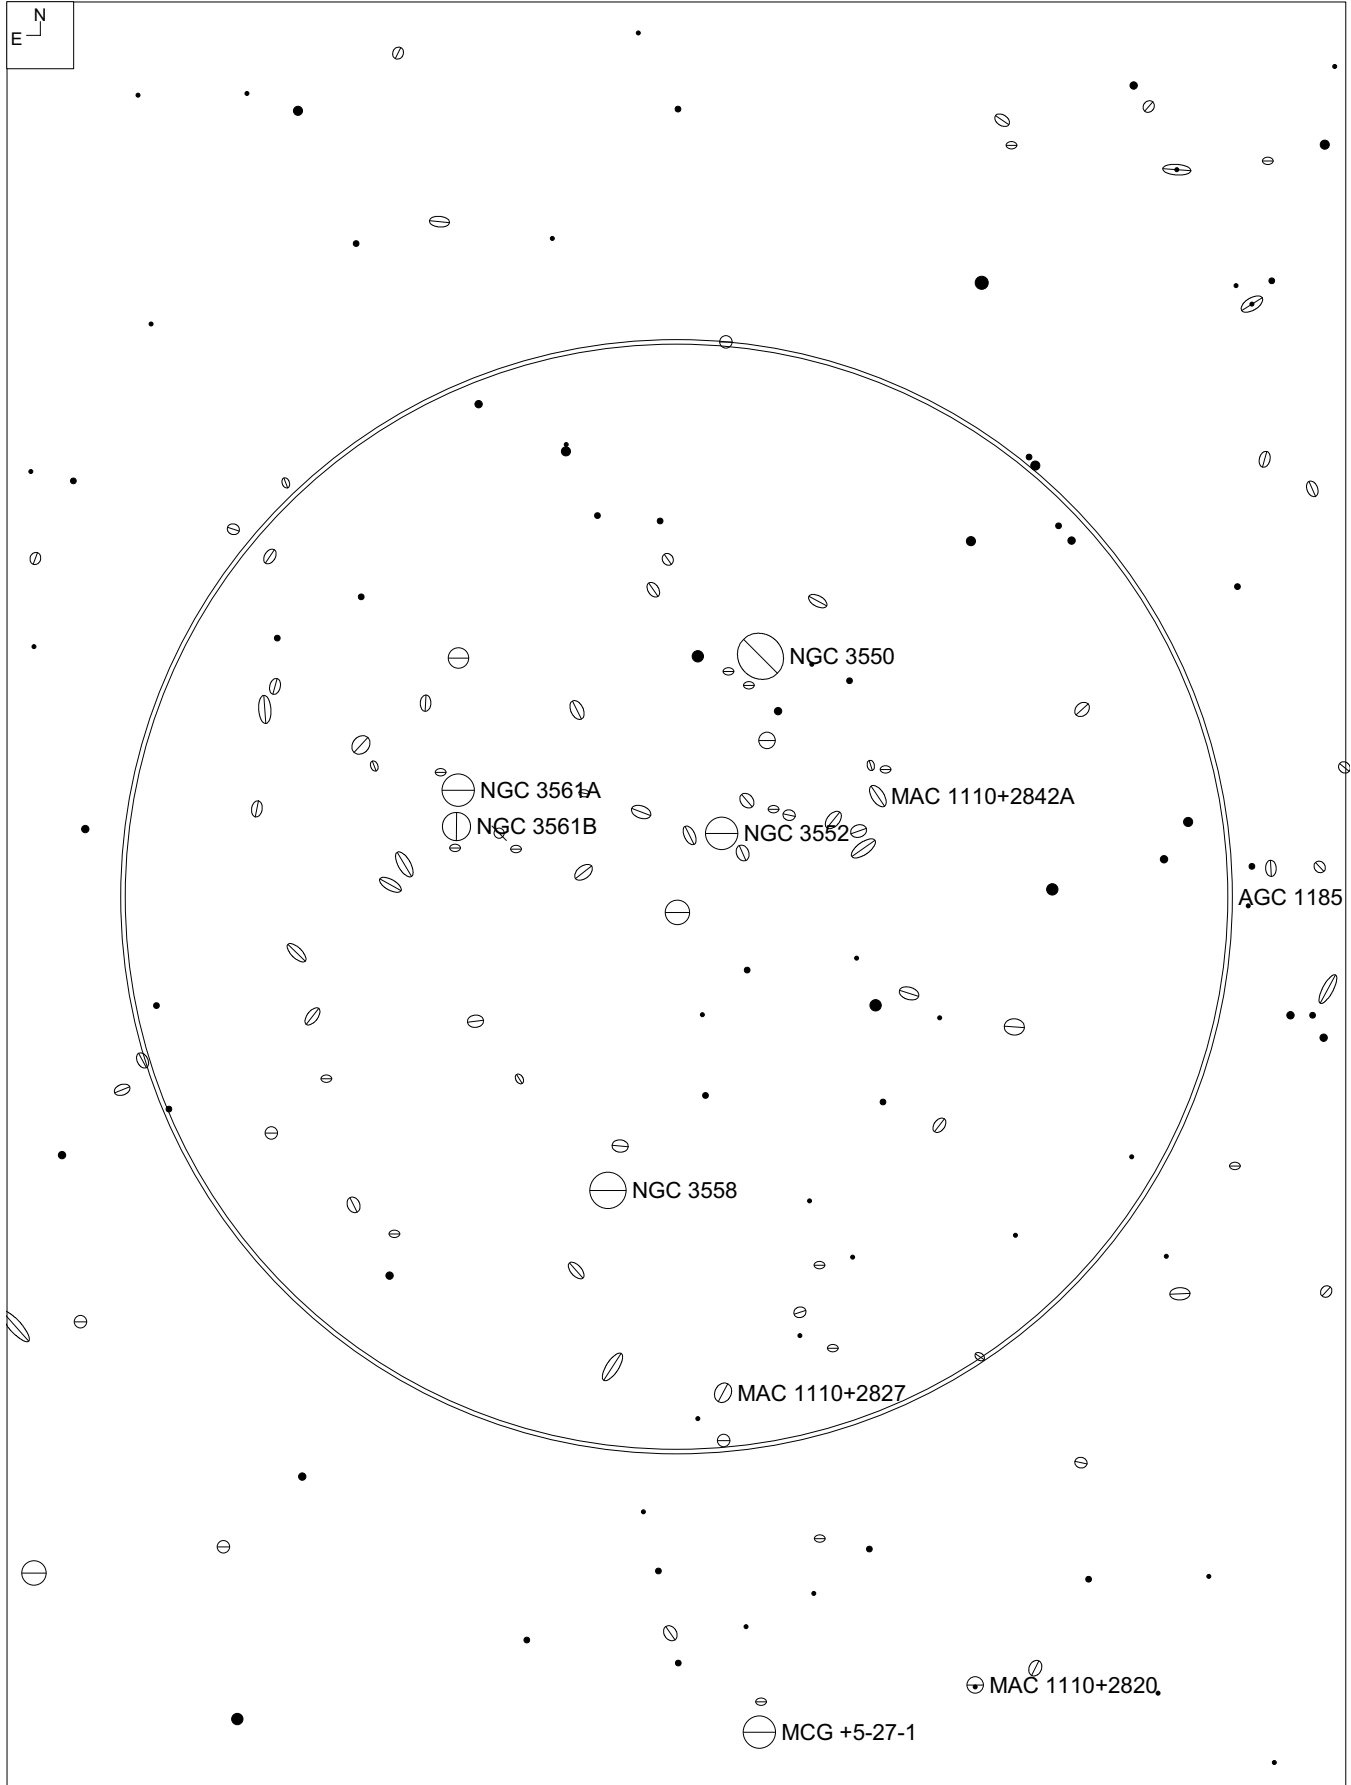 N
E
NGC 3550
NGC 3561A
MAC 1110+2842A
NGC 3561B
NGC 3552
AGC 1185
NGC 3558
MAC 1110+2827
MAC 1110+2820
MCG +5-27-1